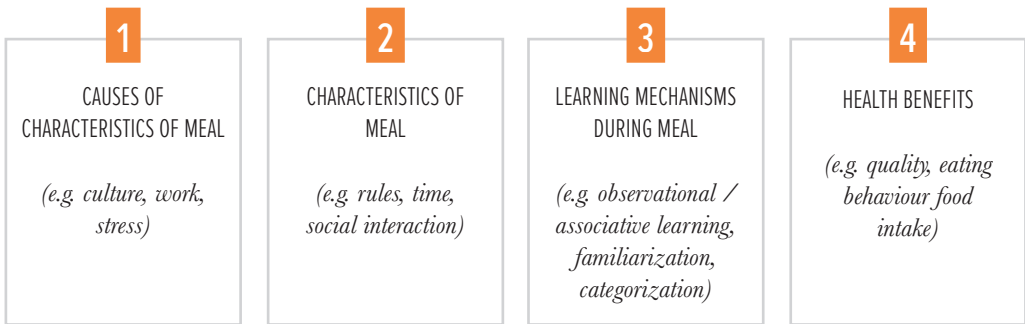 1
CAUSES OF
CHARACTERISTICS OF MEAL
(e.g. culture, work,
stress)
2
CHARACTERISTICS OF
MEAL
(e.g. rules, time,
social interaction)
3
LEARNING MECHANISMS
DURING MEAL
(e.g. observational /
associative learning,
familiarization,
categorization)
4
HEALTH BENEFITS
(e.g. quality, eating
behaviour food
intake)